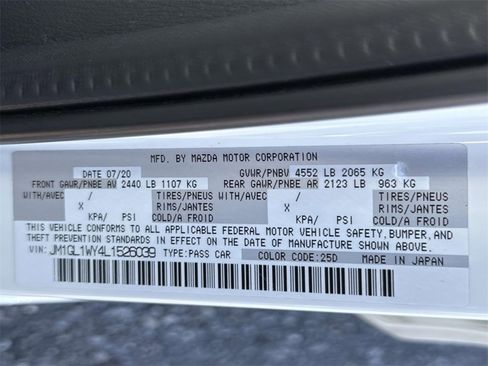 MFD. BY MAZDA MOTOR CORPORATION
DATE 07/20 GVWR/PNBV 4552 LB 2065 KG
FRONT GAWR/PNBE AV 2440 LB 1107 KG REAR GAWR/PNBE AR 2123 LB 963 KG
WITH/AVEC / TIRES/PNEUS WITH/AVEC / TIRES/PNEUS
X RIMS/JANTES X RIMS/JANTES
KPA/ PSI COLD/A FROID KPA/ PSI COLD/A FROID
THIS VEHICLE CONFORMS TO ALL APPLICABLE FEDERAL MOTOR VEHICLE SAFETY, BUMPER, AND
THEFT PREVENTION STANDARDS IN EFFECT ON THE DATE OF MANUFACTURE SHOWN ABOVE.
VIN: JM1GL1WY4L1526039 TYPE:PASS CAR COLOR CODE:25D MADE IN JAPAN